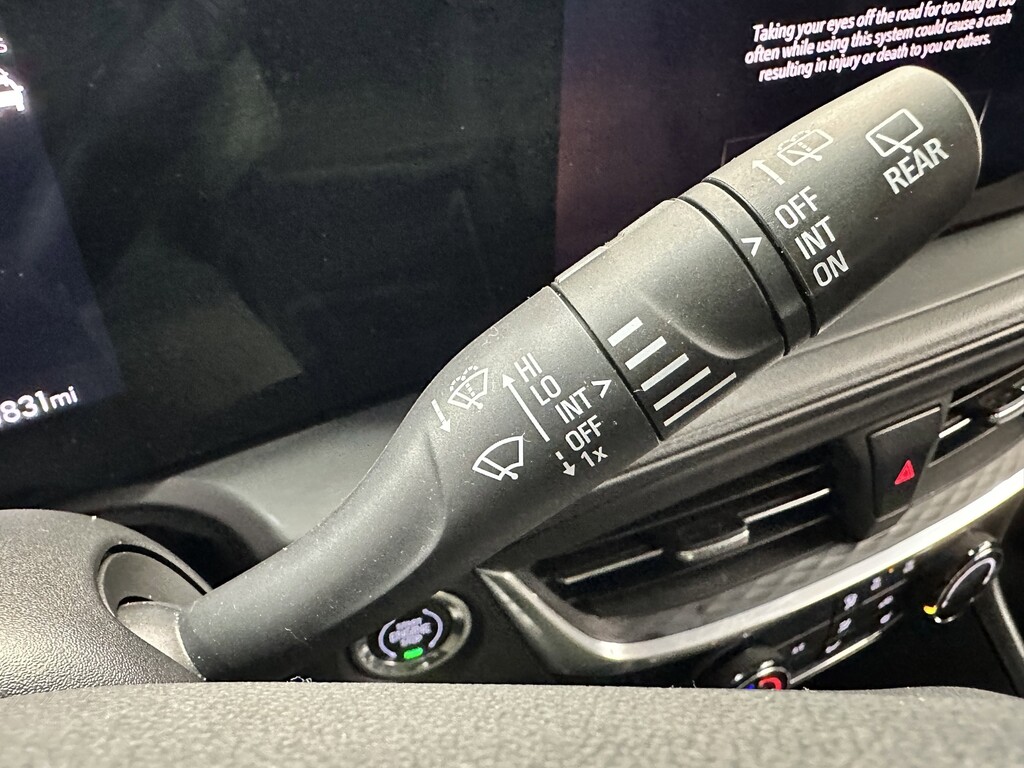 Taking your eyes off the road for too long or too
often while using this system could cause a crash
resulting in injury or death to you or others.
REAR
OFF
INT
ON
HI
LO
INT >
OFF
1x
831mi
ENGINE